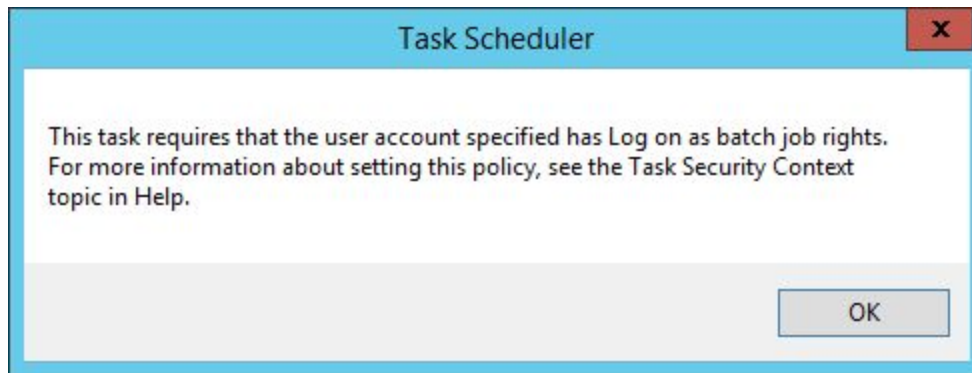 Task Scheduler
x
This task requires that the user account specified has Log on as batch job rights.
For more information about setting this policy, see the Task Security Context
topic in Help.
OK